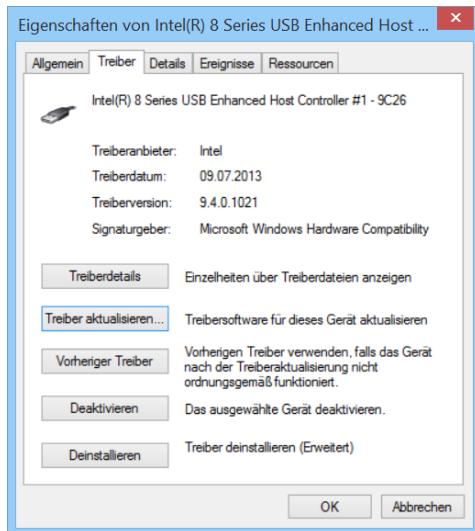 Eigenschaften von Intel(R) 8 Series USB Enhanced Host ...
Allgemein Treiber Details Ereignisse Ressourcen
Intel(R) 8 Series USB Enhanced Host Controller #1 - 9C26
Treiberanbieter: Intel
Treiberdatum: 09.07.2013
Treiberversion: 9.4.0.1021
Signaturgeber: Microsoft Windows Hardware Compatibility
Treiberdetails Einzelheiten über Treiberdateien anzeigen
Treiber aktualisieren... Treibersoftware für dieses Gerät aktualisieren
Vorheriger Treiber Vorherigen Treiber verwenden, falls das Gerät
nach der Treiberaktualisierung nicht
ordnungsgemäß funktioniert.
Deaktivieren Das ausgewählte Gerät deaktivieren.
Deinstallieren Treiber deinstallieren (Erweitert)
OK Abbrechen